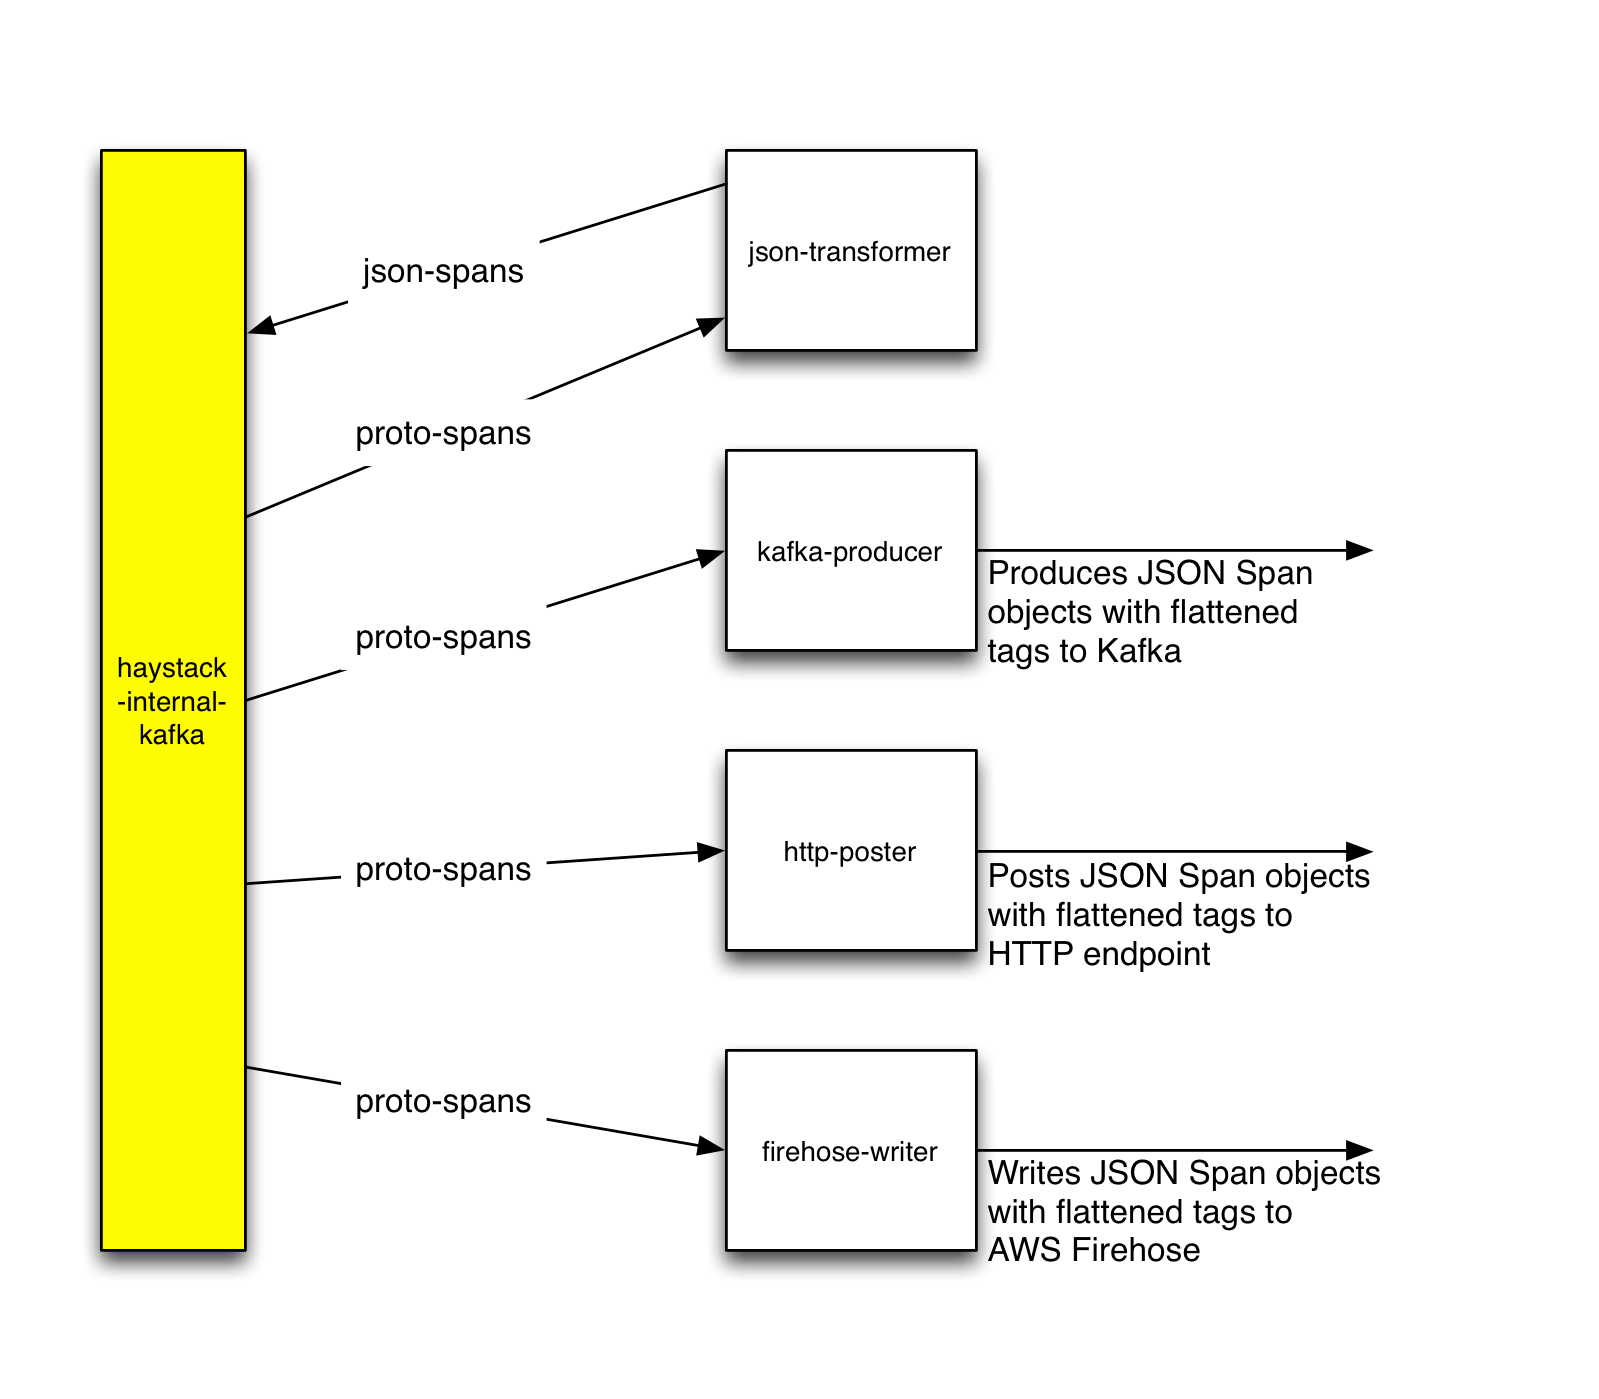 json-transformer
json-spans
proto-spans
kafka-producer
Produces JSON Span
objects with flattened
tags to Kafka
proto-spans
haystack
-internal-
kafka
http-poster
proto-spans
Posts JSON Span objects
with flattened tags to
HTTP endpoint
proto-spans
firehose-writer
Writes JSON Span objects
with flattened tags to
AWS Firehose